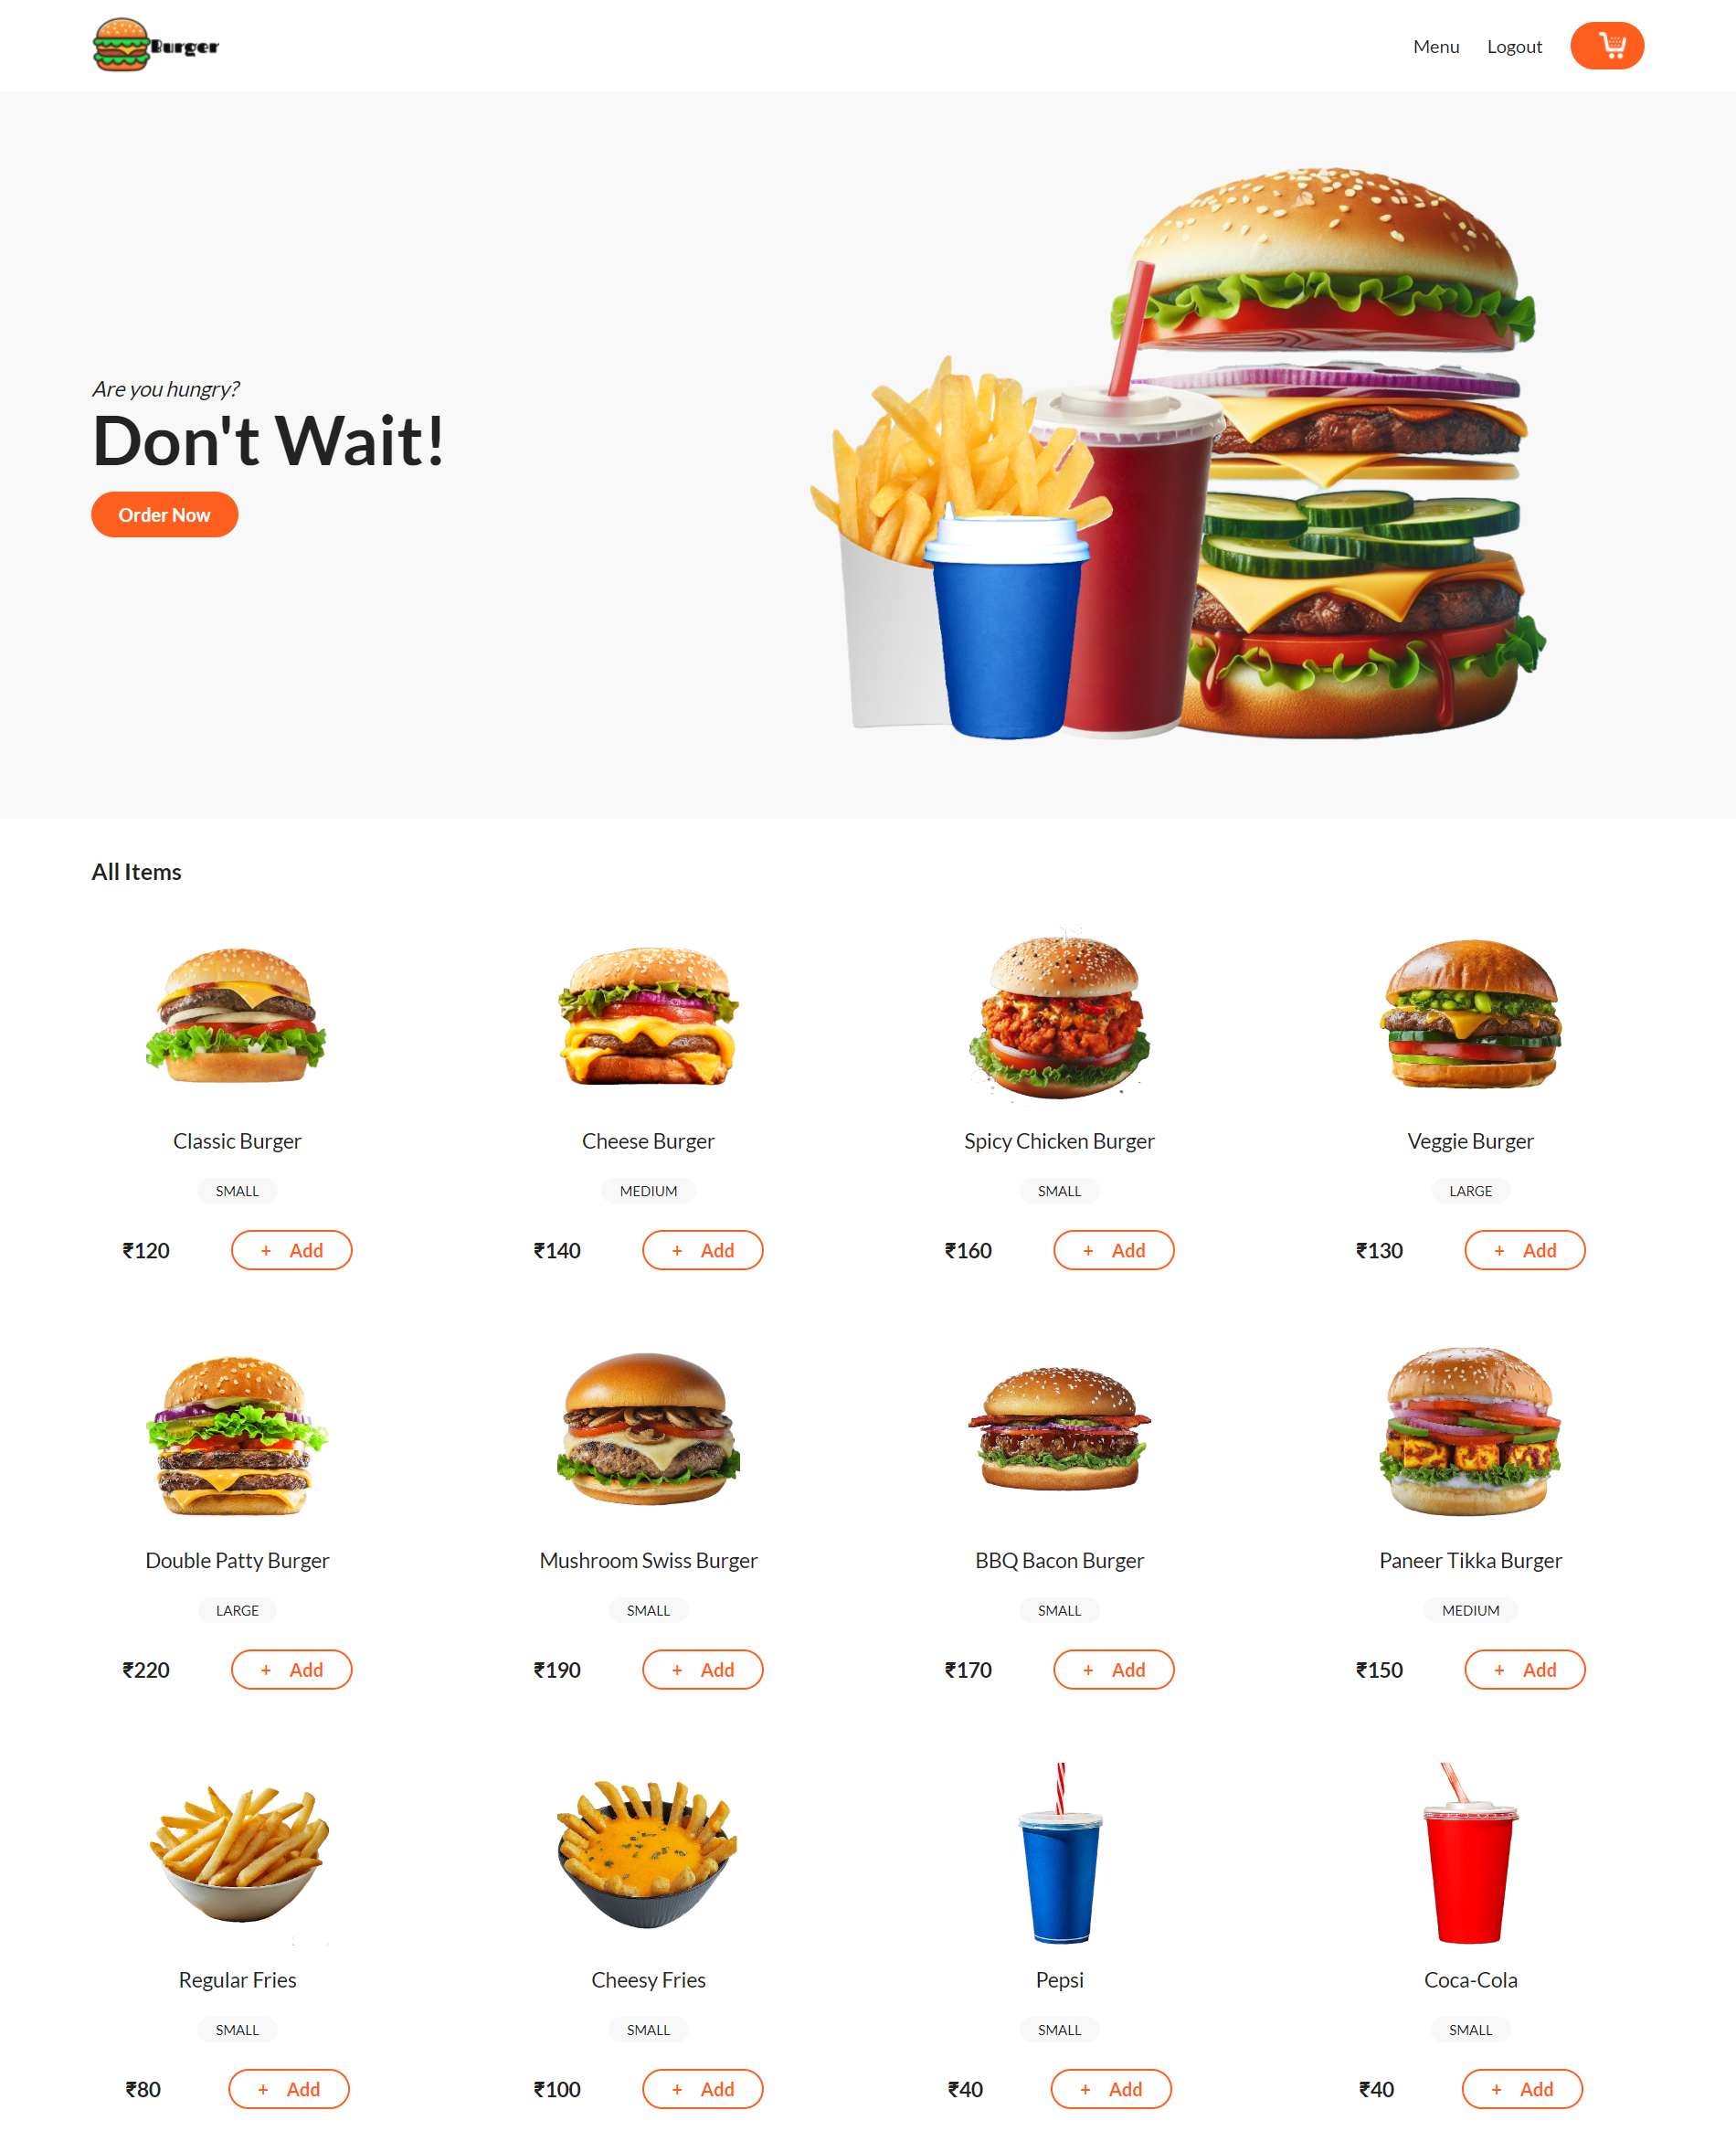 Burger
Menu
Logout
Are you hungry?
Don't Wait!
Order Now
All Items
Classic Burger
Cheese Burger
Spicy Chicken Burger
Veggie Burger
SMALL
MEDIUM
SMALL
LARGE
₹120
+ Add
₹140
+ Add
₹160
+ Add
₹130
+ Add
Double Patty Burger
Mushroom Swiss Burger
BBQ Bacon Burger
Paneer Tikka Burger
LARGE
SMALL
SMALL
MEDIUM
₹220
+ Add
₹190
+ Add
₹170
+ Add
₹150
+ Add
Regular Fries
Cheesy Fries
Pepsi
Coca-Cola
SMALL
SMALL
SMALL
SMALL
₹80
+ Add
₹100
+ Add
₹40
+ Add
₹40
+ Add